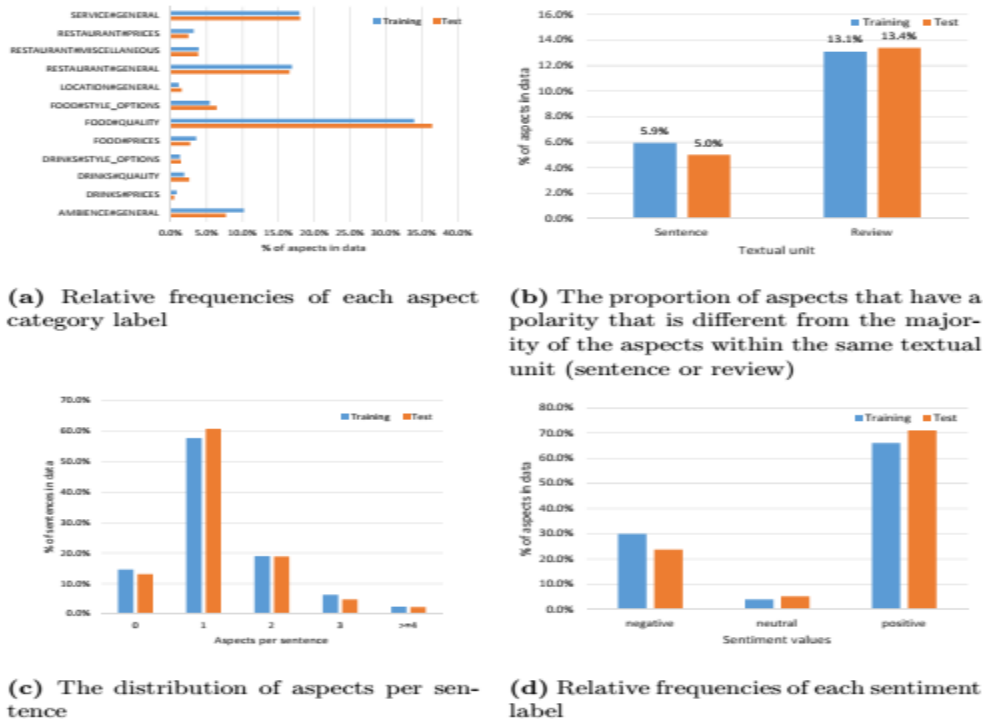 SERVICE#GENERAL
RESTAURANT#PRICES
RESTAURANT#MISCELLANEOUS
RESTAURANT#GENERAL
LOCATION#GENERAL
FOOD#STYLE_OPTIONS
FOOD#QUALITY
FOOD#PRICES
DRINKS#STYLE_OPTIONS
DRINKS#QUALITY
DRINKS#PRICES
AMBIENCE#GENERAL
Training Test
0.0% 5.0% 10.0% 15.0% 20.0% 25.0% 30.0% 35.0% 40.0%
% of aspects in data
(a) Relative frequencies of each aspect
category label
16.0%
14.0%
12.0%
10.0%
8.0%
6.0%
4.0%
2.0%
0.0%
% of aspects in data
Training Test
5.9%
5.0%
13.1%
13.4%
Sentence Review
Textual unit
(b) The proportion of aspects that have a
polarity that is different from the major-
ity of the aspects within the same textual
unit (sentence or review)
70.0%
60.0%
50.0%
40.0%
30.0%
20.0%
10.0%
0.0%
% of sentences in data
Training Test
0 1 2 3 >=4
Aspects per sentence
(c) The distribution of aspects per sen-
tence
80.0%
70.0%
60.0%
50.0%
40.0%
30.0%
20.0%
10.0%
0.0%
% of aspects in data
Training Test
negative neutral positive
Sentiment values
(d) Relative frequencies of each sentiment
label